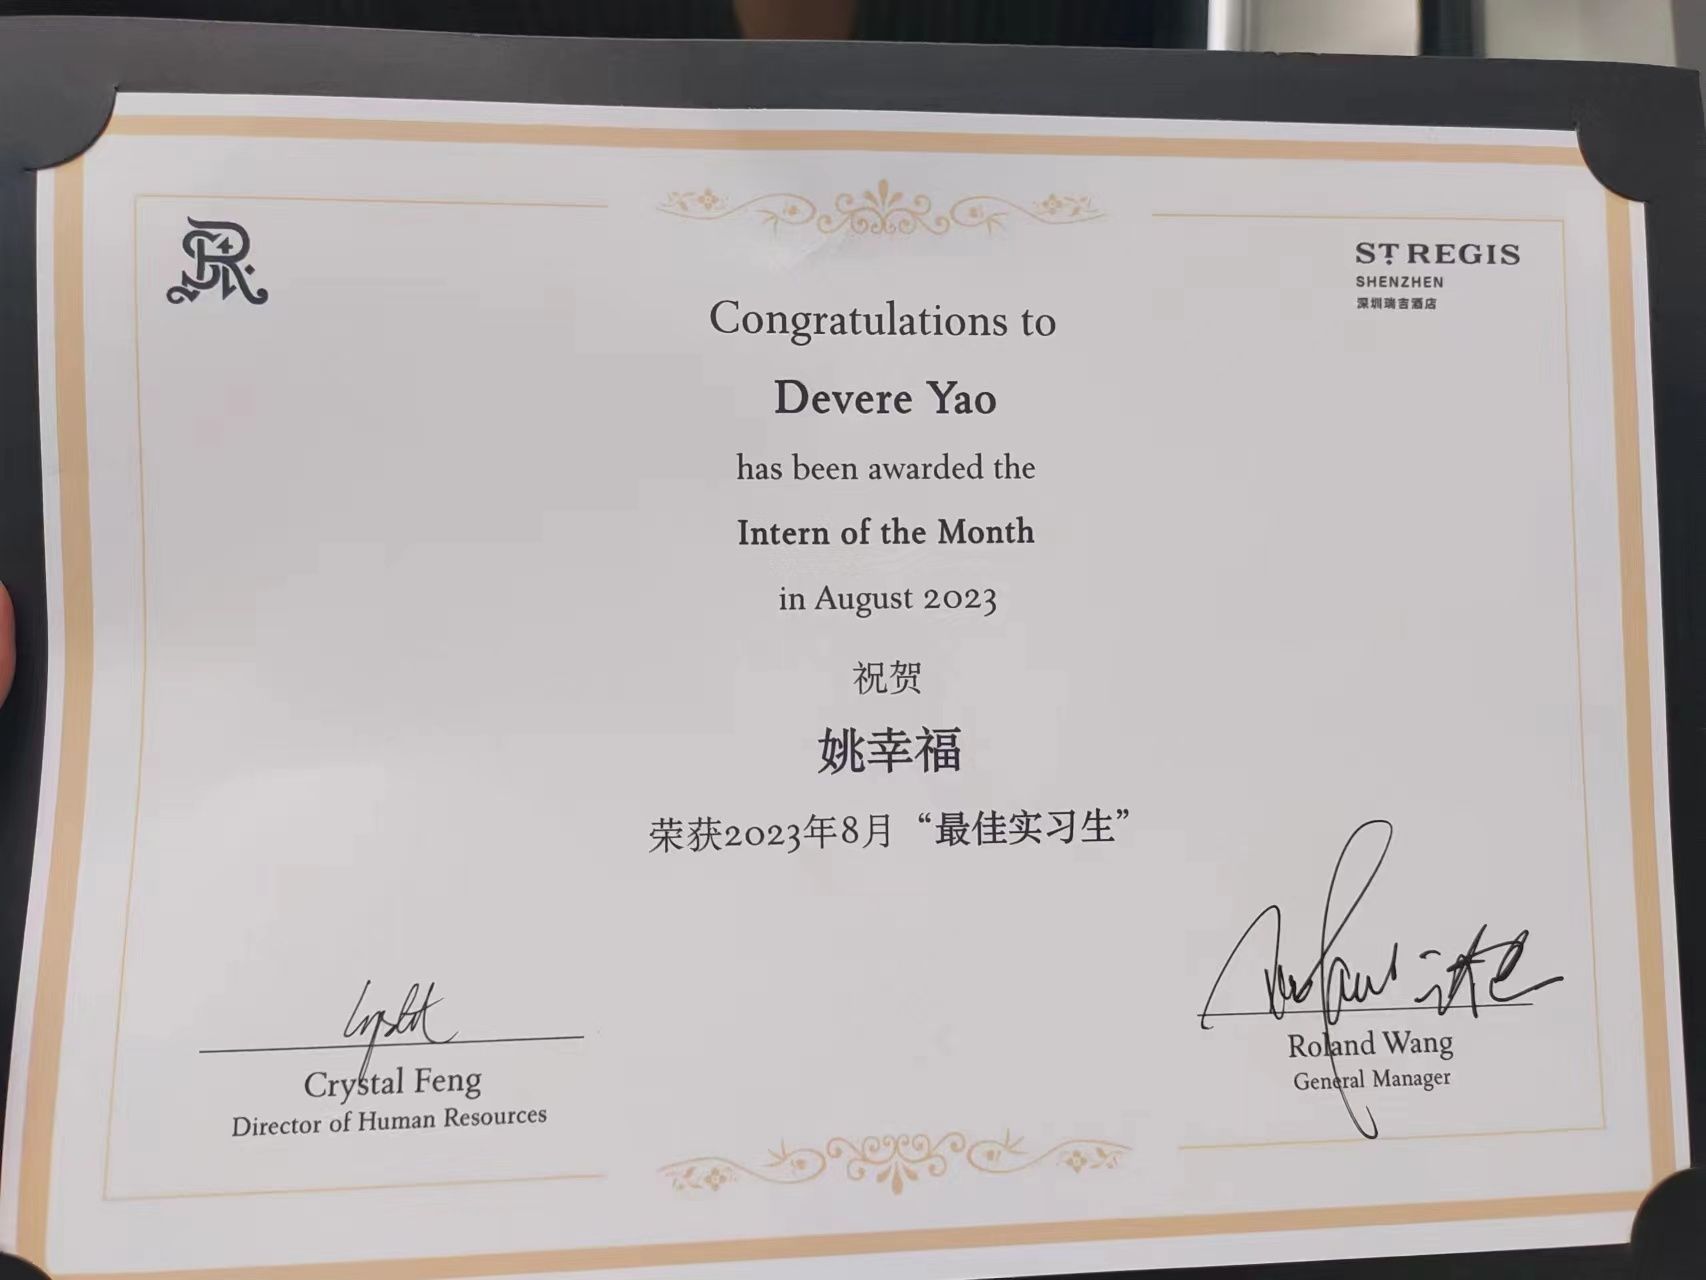 ST REGIS
SHENZHEN
深圳瑞吉酒店
Congratulations to
Devere Yao
has been awarded the
Intern of the Month
in August 2023
祝贺
姚幸福
荣获2023年8月“最佳实习生”
Crystal Feng
Director of Human Resources
Roland Wang
General Manager